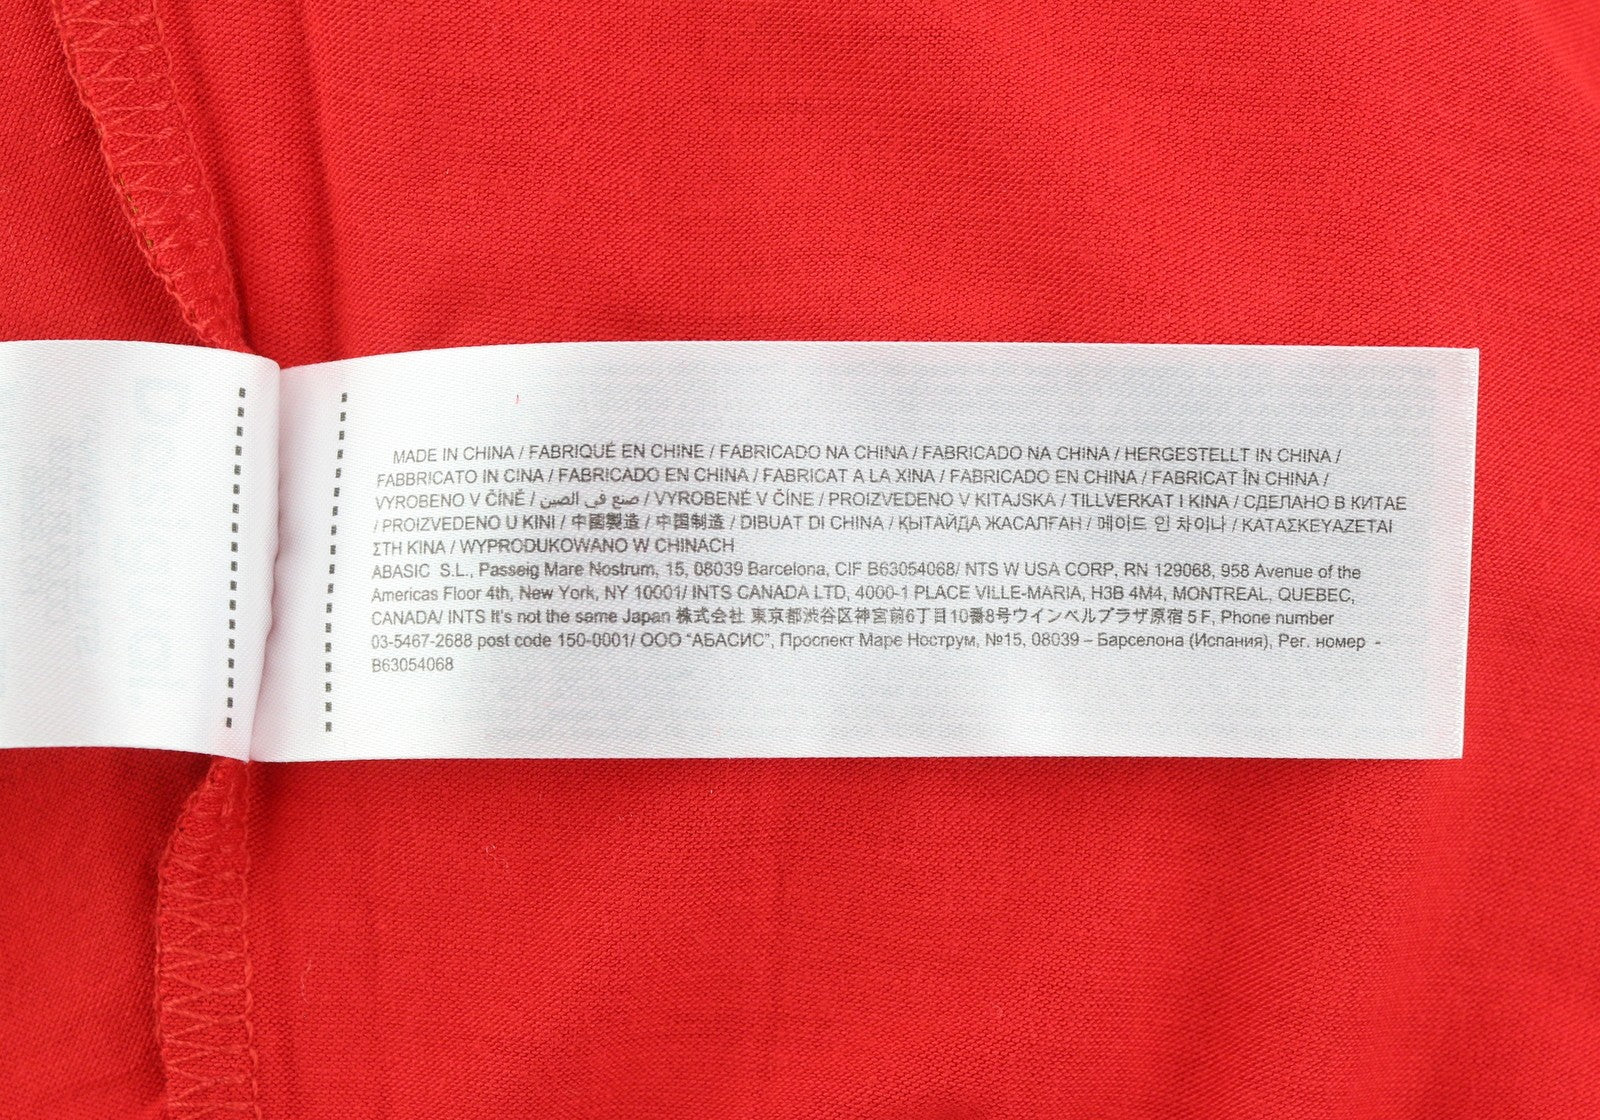 MADE IN CHINA / FABRIQUÉ EN CHINE / FABRICADO NA CHINA / FABRICADO NA CHINA / HERGESTELLT IN CHINA /
FABBRICATO IN CINA / FABRICADO EN CHINA / FABRICAT A LA XINA / FABRICADO EN CHINA / FABRICAT ÎN CHINA /
VYROBENO V ČÍNĚ / صنع في الصين / VYROBENÉ V ČÍNE / PROIZVEDENO V KITAJSKA / TILLVERKAT I KINA / СДЕЛАНО В КИТАЕ
/ PROIZVEDENO U KINI / 中國製造 / 中国制造 / DIBUAT DI CHINA / ҚЫТАЙДА ЖАСАЛҒАН / 메이드 인 차이나 / ΚΑΤΑΣΚΕΥΑΖΕΤΑΙ
ΣΤΗ ΚΙΝΑ / WYPRODUKOWANO W CHINACH
ABASIC S.L., Passeig Mare Nostrum, 15, 08039 Barcelona, CIF B63054068/ NTS W USA CORP, RN 129068, 958 Avenue of the
Americas Floor 4th, New York, NY 10001/ INTS CANADA LTD, 4000-1 PLACE VILLE-MARIA, H3B 4M4, MONTREAL, QUEBEC,
CANADA/ INTS It's not the same Japan 株式会社 東京都渋谷区神宮前6丁目10番8号ウインベルプラザ原宿 5 F, Phone number
03-5467-2688 post code 150-0001/ ООО "АБАСИС", Проспект Маре Нострум, №15, 08039 – Барселона (Испания), Рег. номер -
B63054068